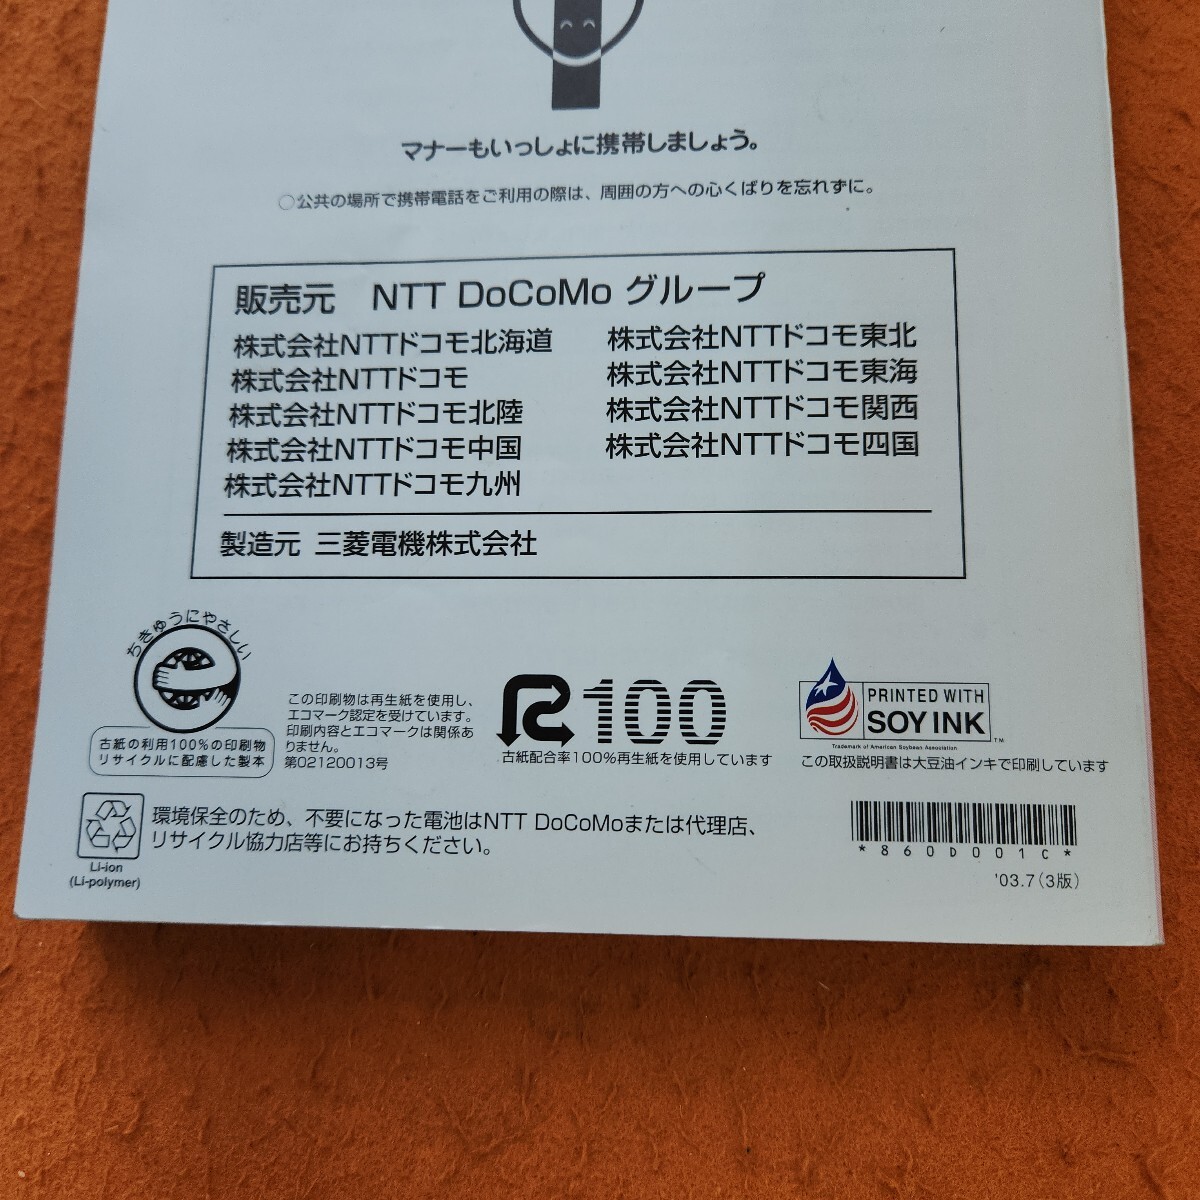 マナーもいっしょに携帯しましょう。
○公共の場所で携帯電話をご利用の際は、周囲の方への心くばりを忘れずに。
販売元 NTT DoCoMo グループ
株式会社NTTドコモ北海道 株式会社NTTドコモ東北
株式会社NTTドコモ 株式会社NTTドコモ東海
株式会社NTTドコモ北陸 株式会社NTTドコモ関西
株式会社NTTドコモ中国 株式会社NTTドコモ四国
株式会社NTTドコモ九州
製造元 三菱電機株式会社
ちきゅうにやさしい
古紙の利用100%の印刷物
リサイクルに配慮した製本
この印刷物は再生紙を使用し、
エコマーク認定を受けています。
印刷内容とエコマークは関係あ
りません。
第02120013号
R100
古紙配合率100%再生紙を使用しています
PRINTED WITH
SOY INK
TM
Trademark of American Soybean Association
この取扱説明書は大豆油インキで印刷しています
Li-ion
(Li-polymer)
環境保全のため、不要になった電池はNTT DoCoMoまたは代理店、
リサイクル協力店等にお持ちください。
*860D001C*
'03.7(3版)